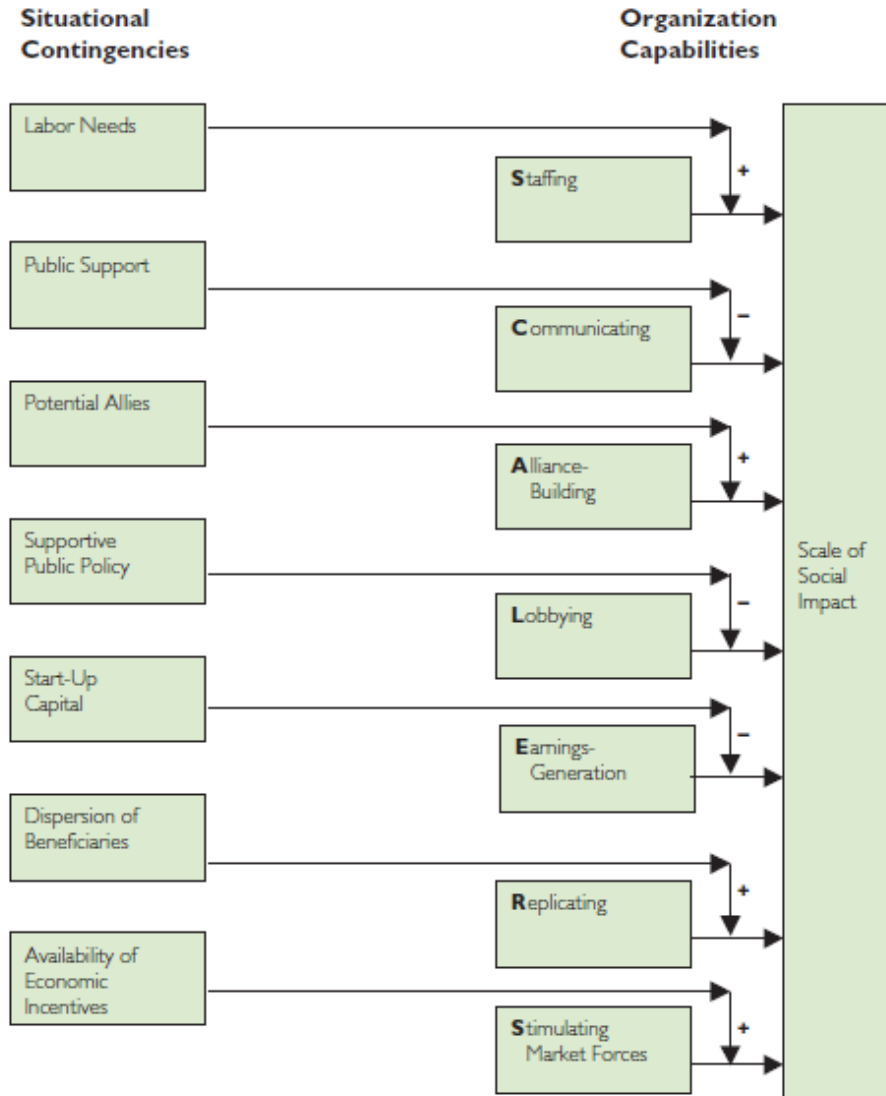 Situational
Contingencies
Organization
Capabilities
Labor Needs
+
Staffing
Public Support
–
Communicating
Potential Allies
+
Alliance-
Building
Supportive
Public Policy
–
Lobbying
Scale of
Social
Impact
Start-Up
Capital
–
Earnings-
Generation
Dispersion of
Beneficiaries
+
Replicating
Availability of
Economic
Incentives
+
Stimulating
Market Forces